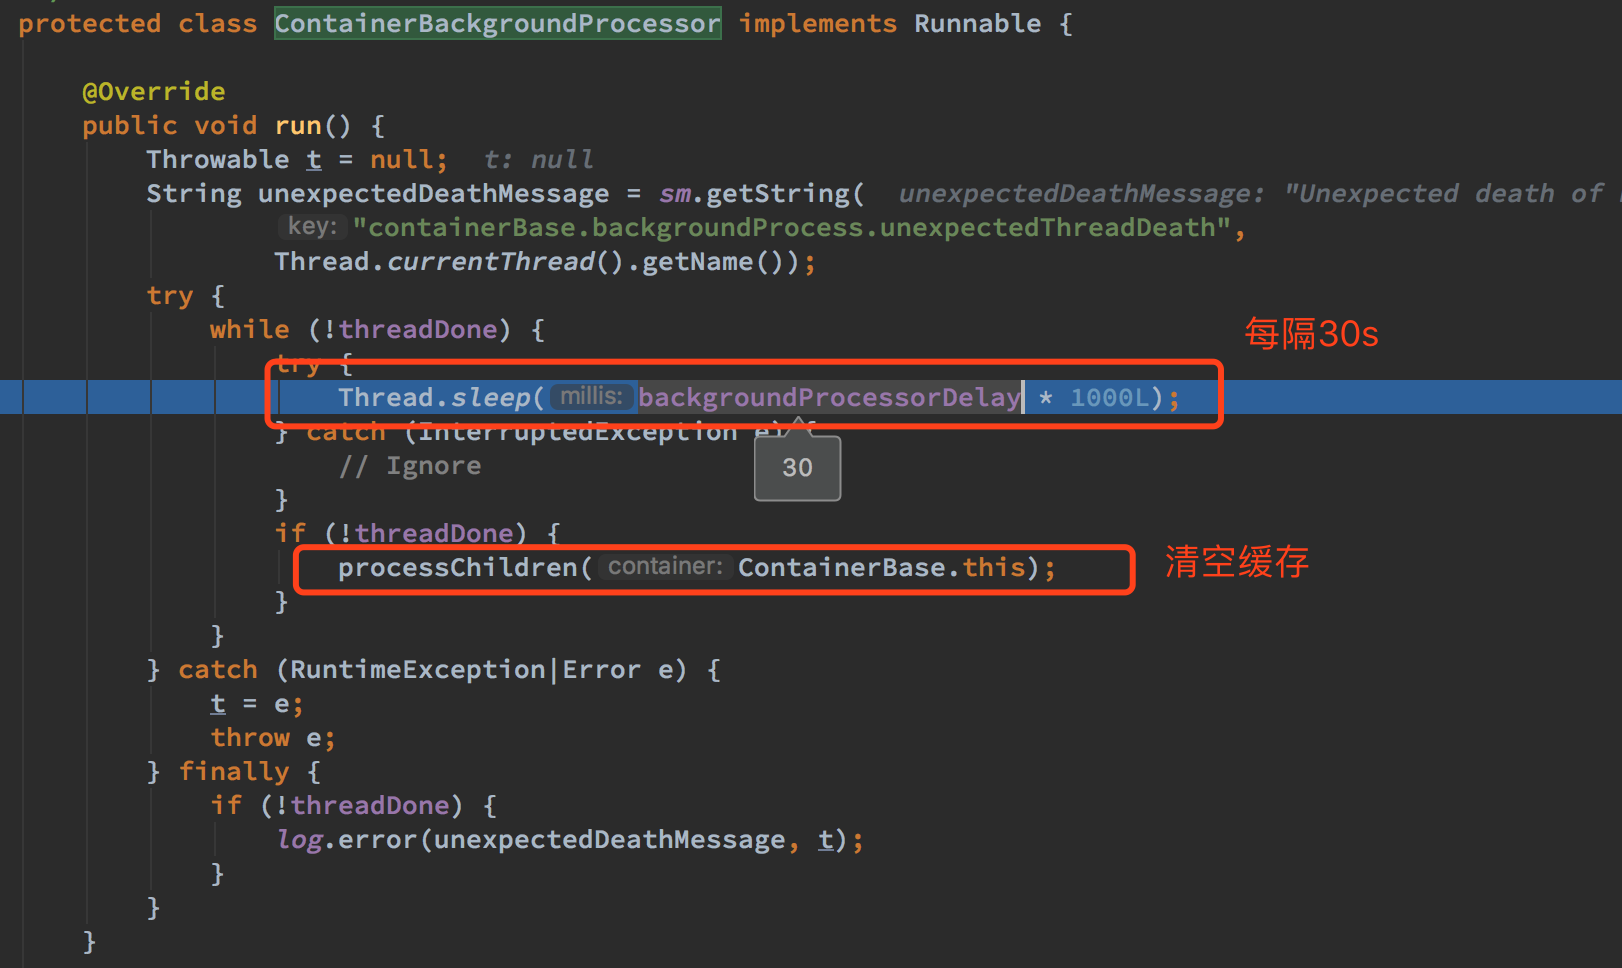 protected class ContainerBackgroundProcessor implements Runnable {
@Override
public void run() {
Throwable t = null; t: null
String unexpectedDeathMessage = sm.getString( unexpectedDeathMessage: "Unexpected death of
key: "containerBase.backgroundProcess.unexpectedThreadDeath",
Thread.currentThread().getName());
try {
while (!threadDone) {
每隔30s
try {
Thread.sleep( millis: backgroundProcessorDelay * 1000L);
} catch (InterruptedException e) {
30
// Ignore
}
if (!threadDone) {
processChildren( container: ContainerBase.this);
清空缓存
}
}
} catch (RuntimeException|Error e) {
t = e;
throw e;
} finally {
if (!threadDone) {
log.error(unexpectedDeathMessage, t);
}
}
}